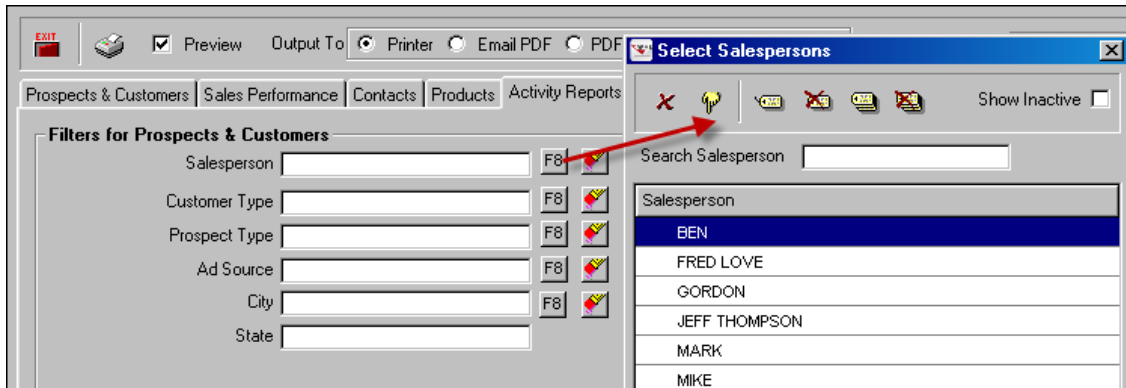 EXIT
Preview Output To Printer Email PDF PDF
Select Salespersons
Prospects & Customers Sales Performance Contacts Products Activity Reports
Show Inactive
Filters for Prospects & Customers
Salesperson F8
Search Salesperson
Customer Type F8
Salesperson
Prospect Type F8
BEN
Ad Source F8
FRED LOVE
City F8
GORDON
State
JEFF THOMPSON
MARK
MIKE